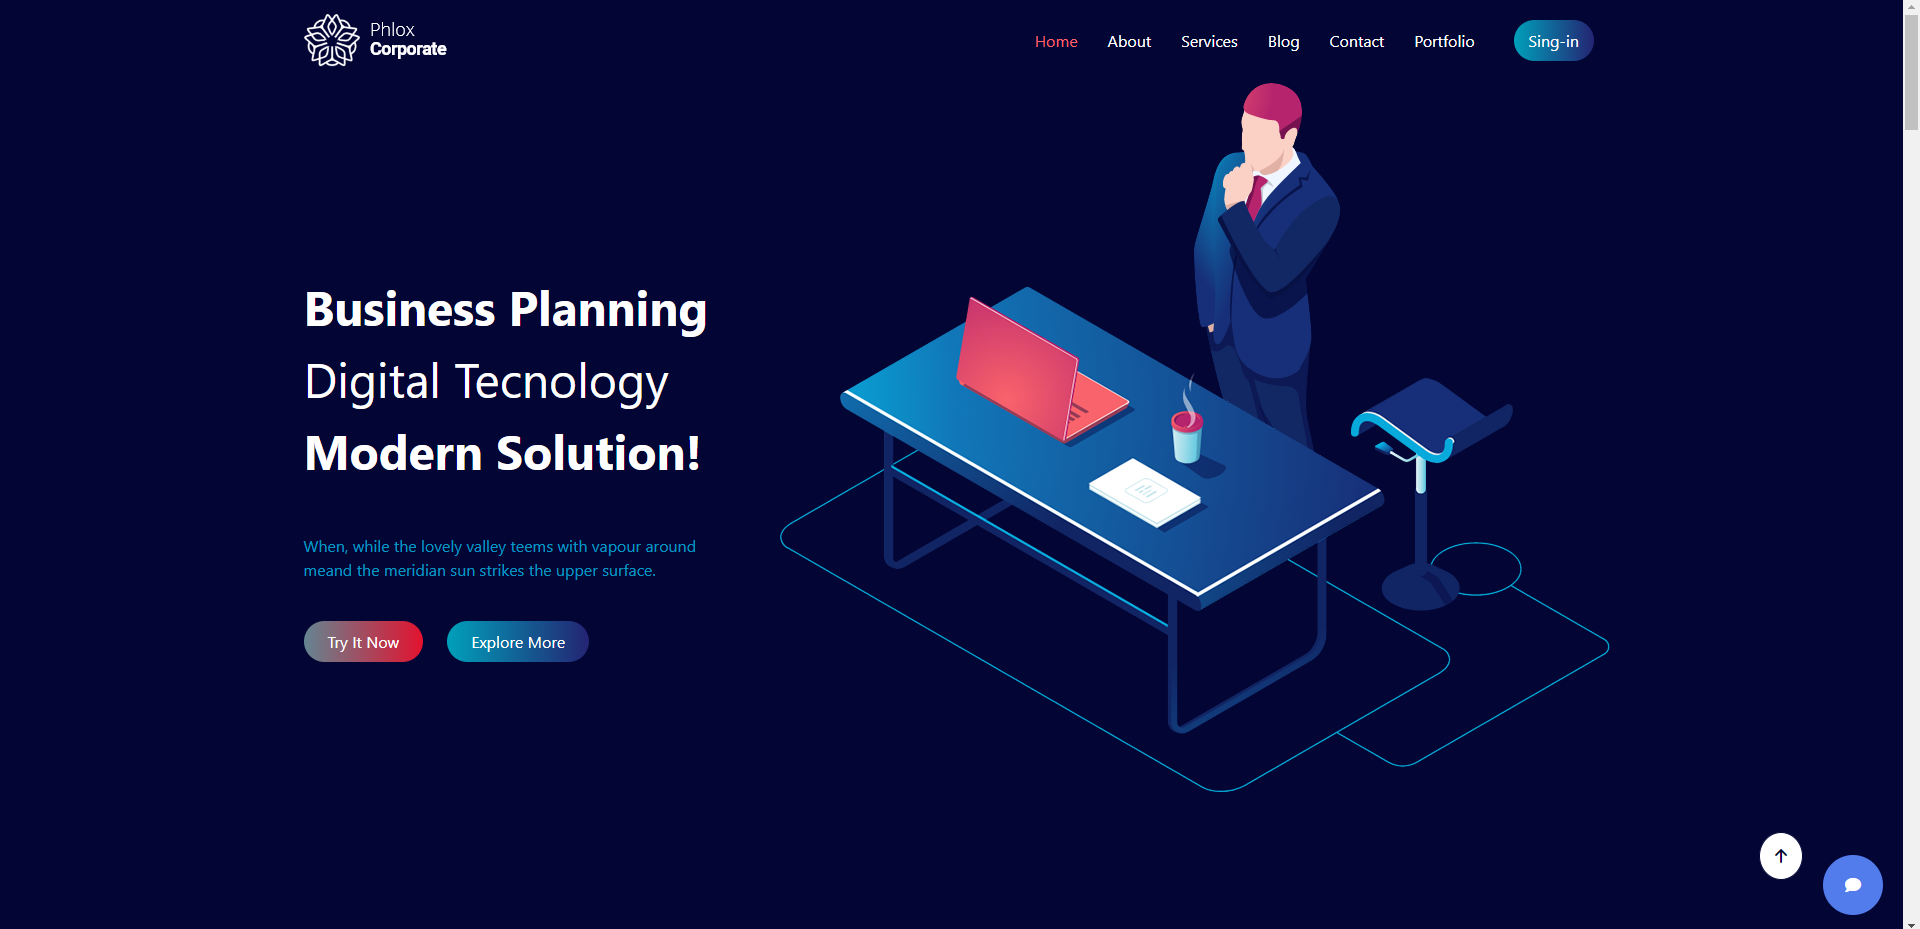 Phlox
Corporate
Home About Services Blog Contact Portfolio Sing-in
Business Planning
Digital Tecnology
Modern Solution!
When, while the lovely valley teems with vapour around
meand the meridian sun strikes the upper surface.
Try It Now Explore More